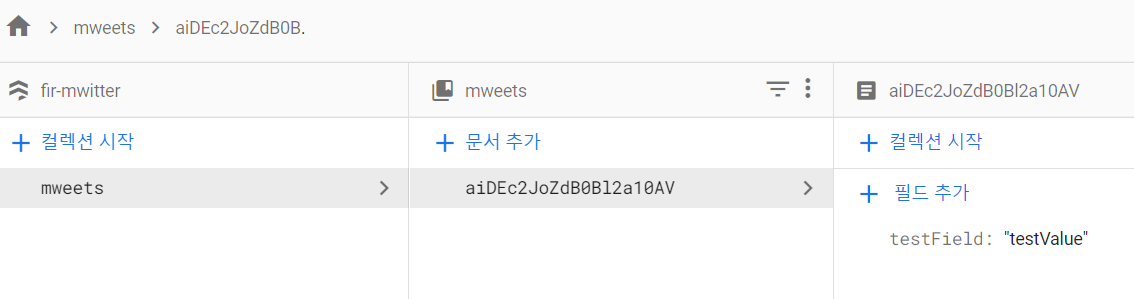 mweets
aiDEc2JoZdB0B.
fir-mwitter
mweets
aiDEc2JoZdB0Bl2a10AV
컬렉션 시작
문서 추가
컬렉션 시작
mweets
aiDEc2JoZdB0Bl2a10AV
필드 추가
testField: "testValue"